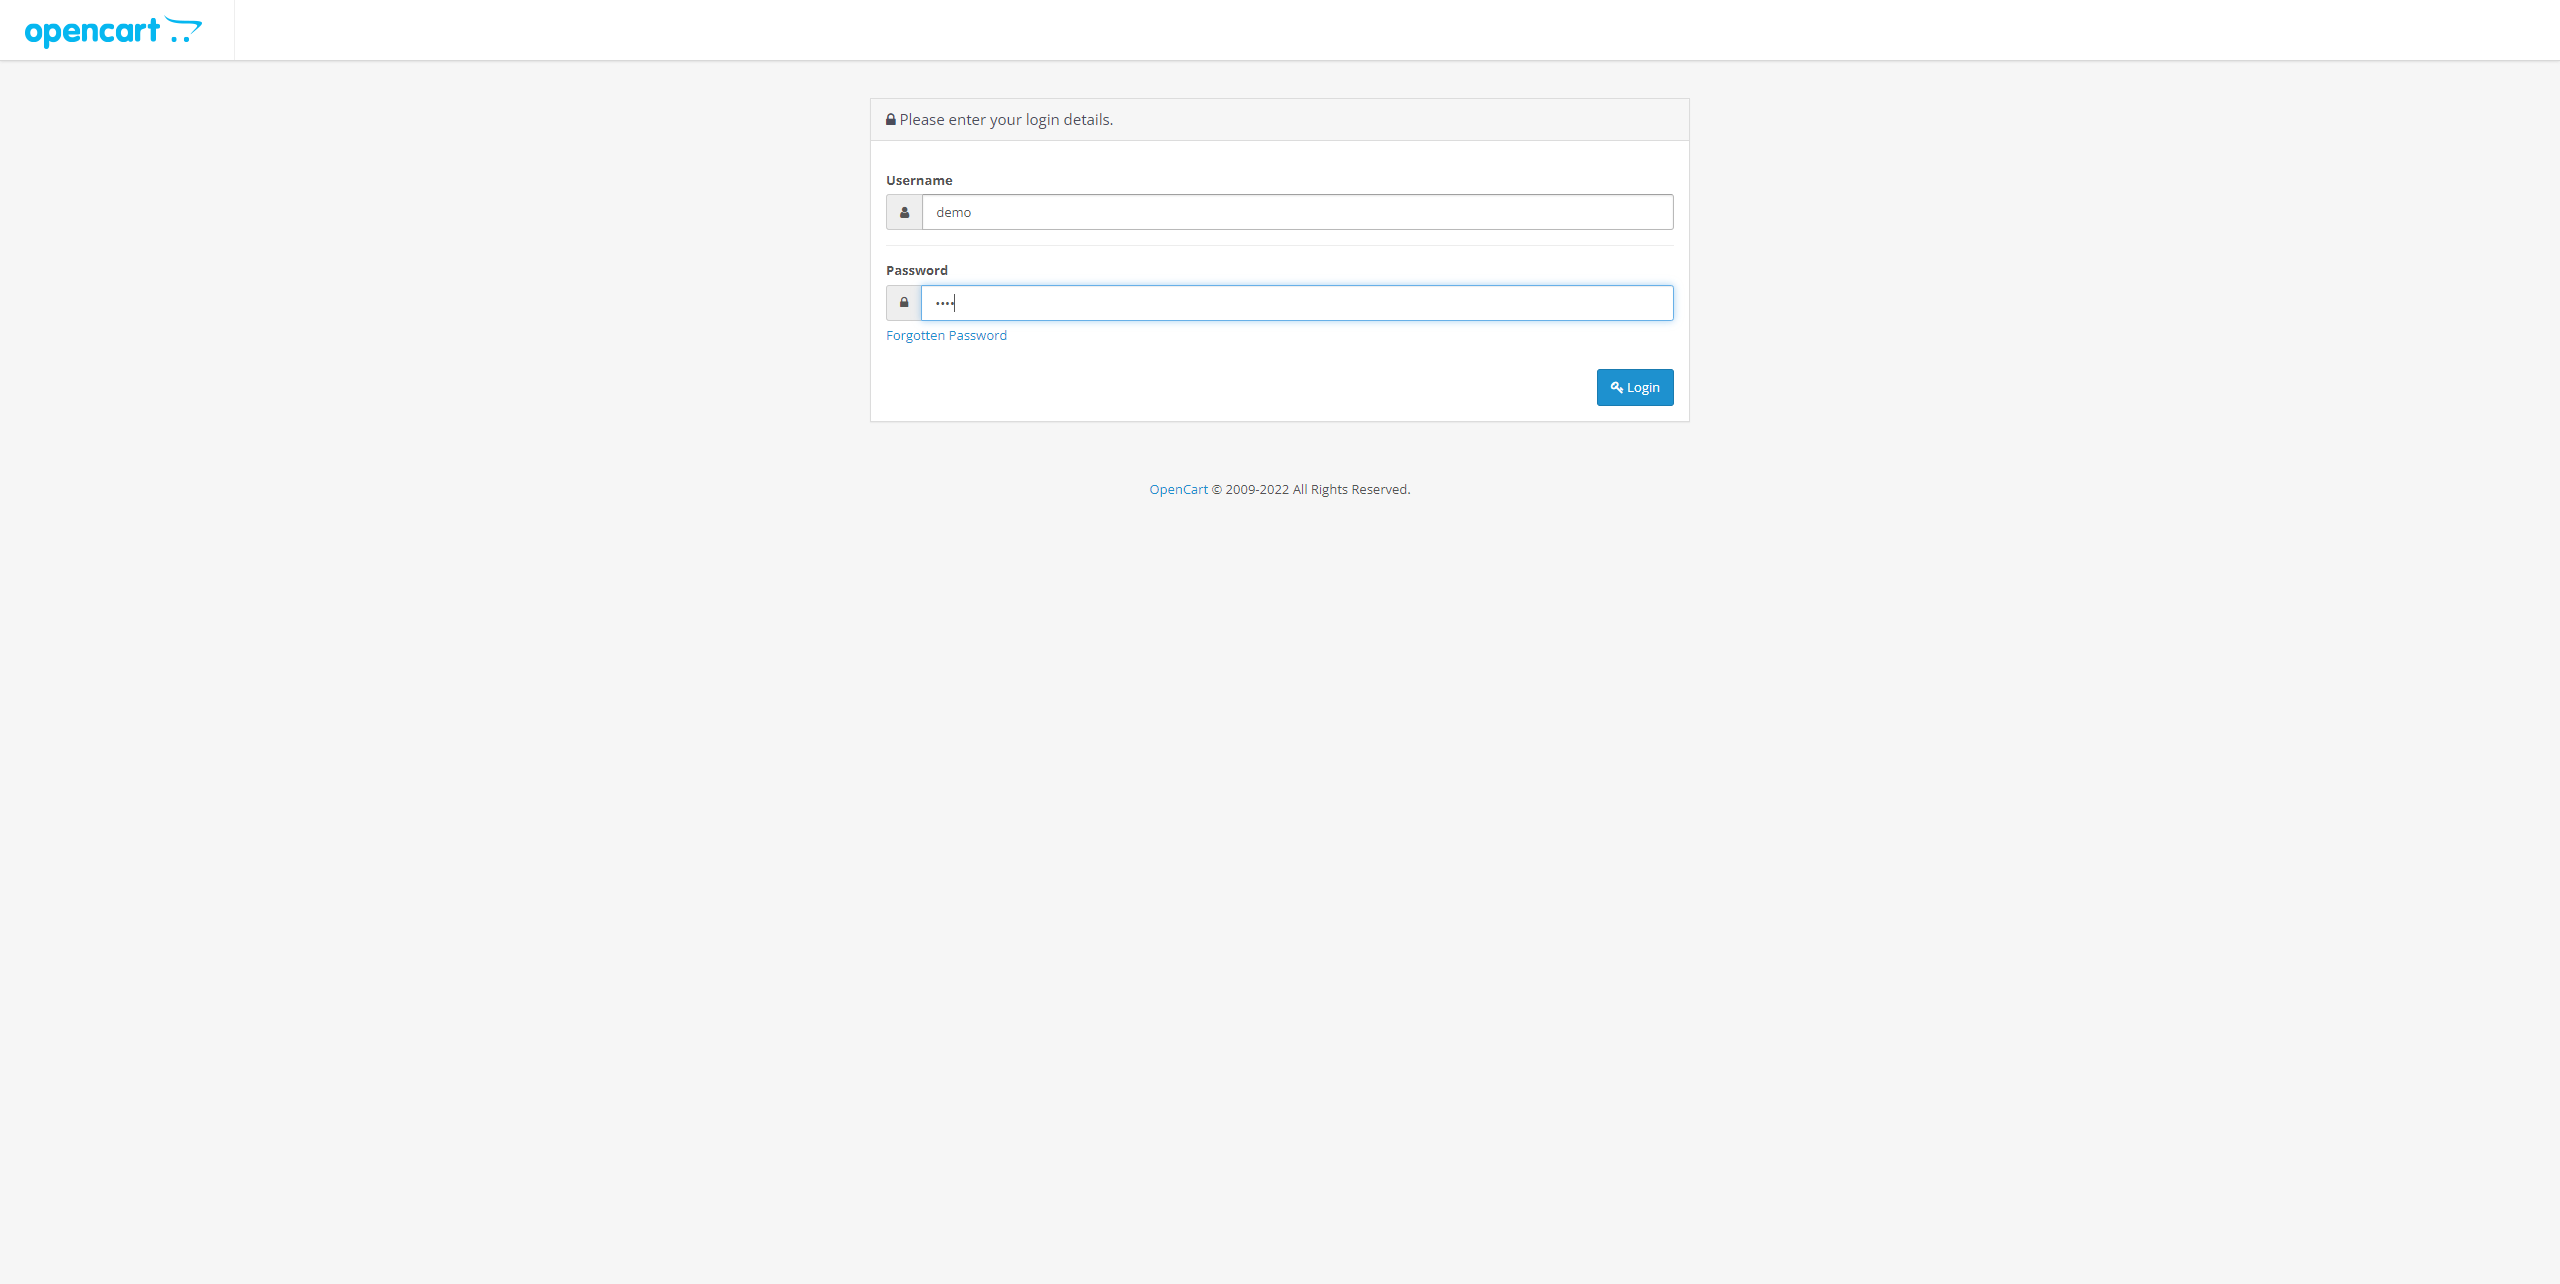 opencart
Please enter your login details.
Username
demo
Password
••••
Forgotten Password
Login
OpenCart © 2009-2022 All Rights Reserved.